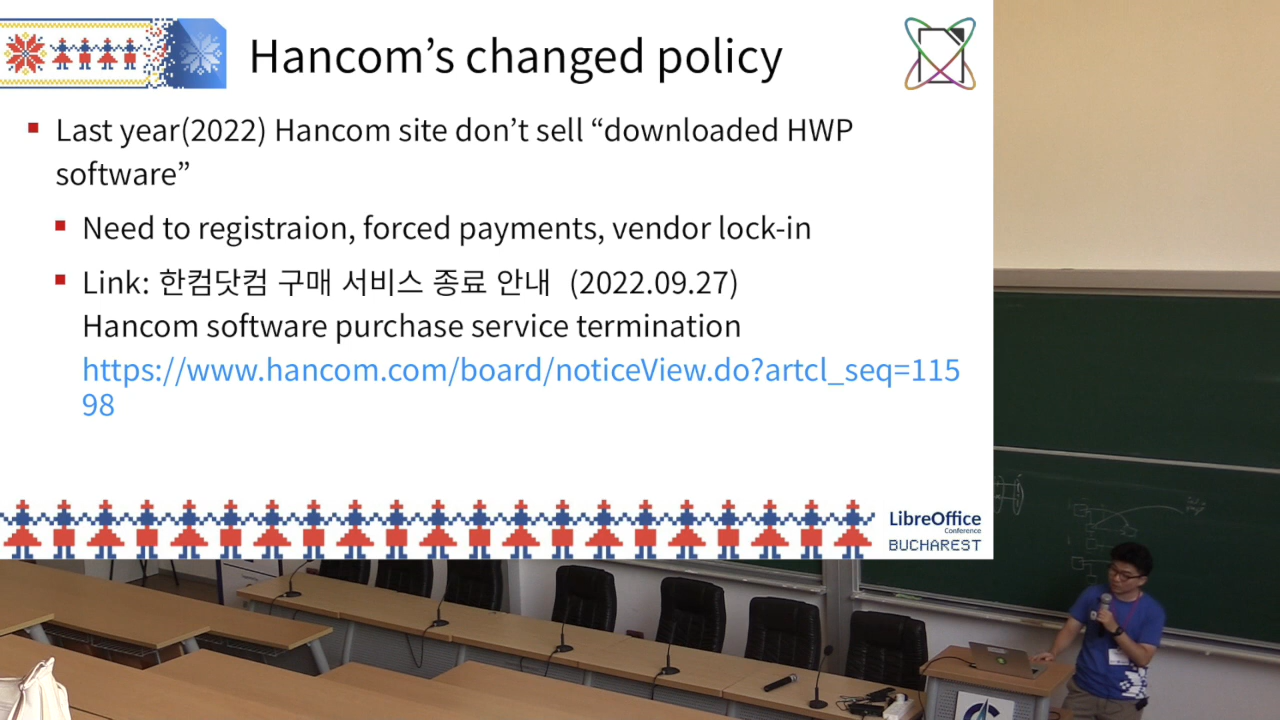 Hancom’s changed policy
Last year(2022) Hancom site don’t sell “downloaded HWP
software”
Need to registraion, forced payments, vendor lock-in
Link: 한컴닷컴 구매 서비스 종료 안내 (2022.09.27)
Hancom software purchase service termination
https://www.hancom.com/board/noticeView.do?artcl_seq=115
98
LibreOffice
Conference
BUCHAREST